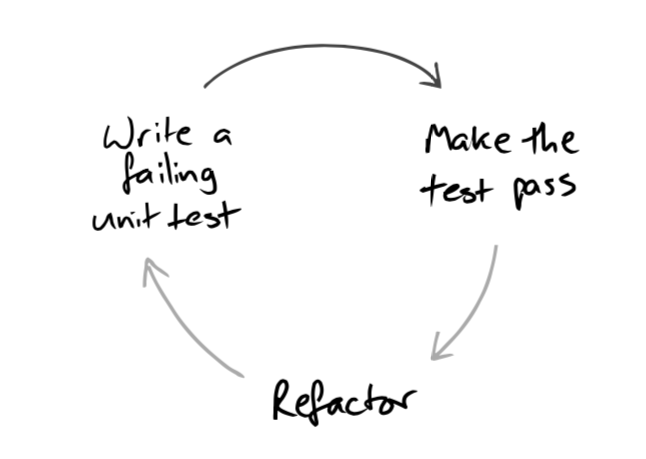 Write a
failing
unit test
Make the
test pass
Refactor